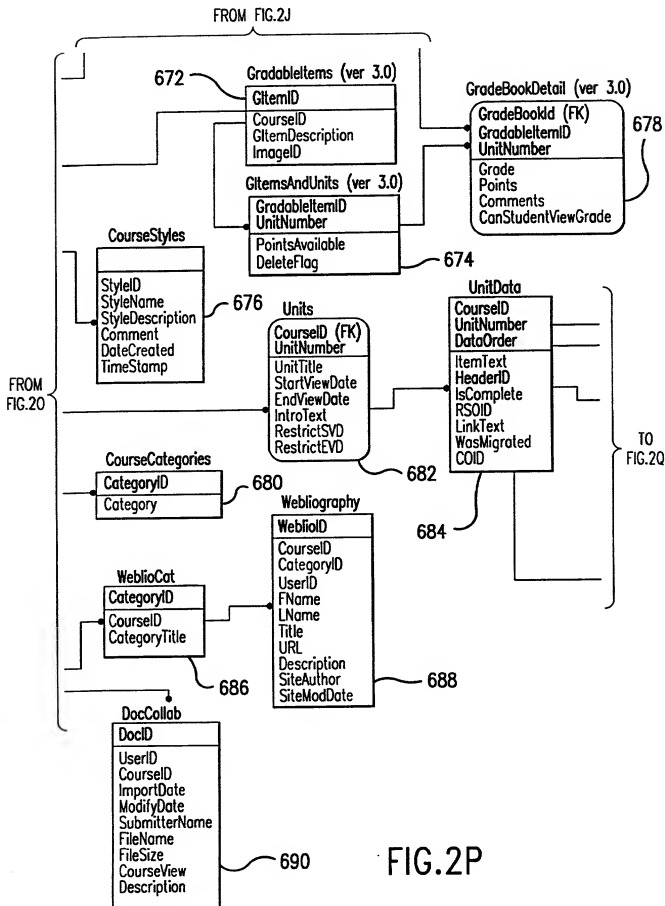 FROM FIG.2J
672
GradableItems (ver 3.0)
GItemID
CourseID
GItemDescription
ImageID
GradeBookDetail (ver 3.0)
GradeBookId (FK)
GradableItemID
UnitNumber
Grade
Points
Comments
CanStudentViewGrade
678
GItemsAndUnits (ver 3.0)
GradableItemID
UnitNumber
PointsAvailable
DeleteFlag
674
CourseStyles
StyleID
StyleName
StyleDescription
Comment
DateCreated
TimeStamp
676
Units
CourseID (FK)
UnitNumber
UnitTitle
StartViewDate
EndViewDate
IntroText
RestrictSVD
RestrictEVD
682
UnitData
CourseID
UnitNumber
DataOrder
ItemText
HeaderID
IsComplete
RSOID
LinkText
WasMigrated
COID
684
FROM
FIG.2O
TO
FIG.2Q
CourseCategories
CategoryID
Category
680
Webliography
WeblioID
CourseID
CategoryID
UserID
FName
LName
Title
URL
Description
SiteAuthor
SiteModDate
688
WeblioCat
CategoryID
CourseID
CategoryTitle
686
DocCollab
DocID
UserID
CourseID
ImportDate
ModifyDate
SubmitterName
FileName
FileSize
CourseView
Description
690
FIG.2P